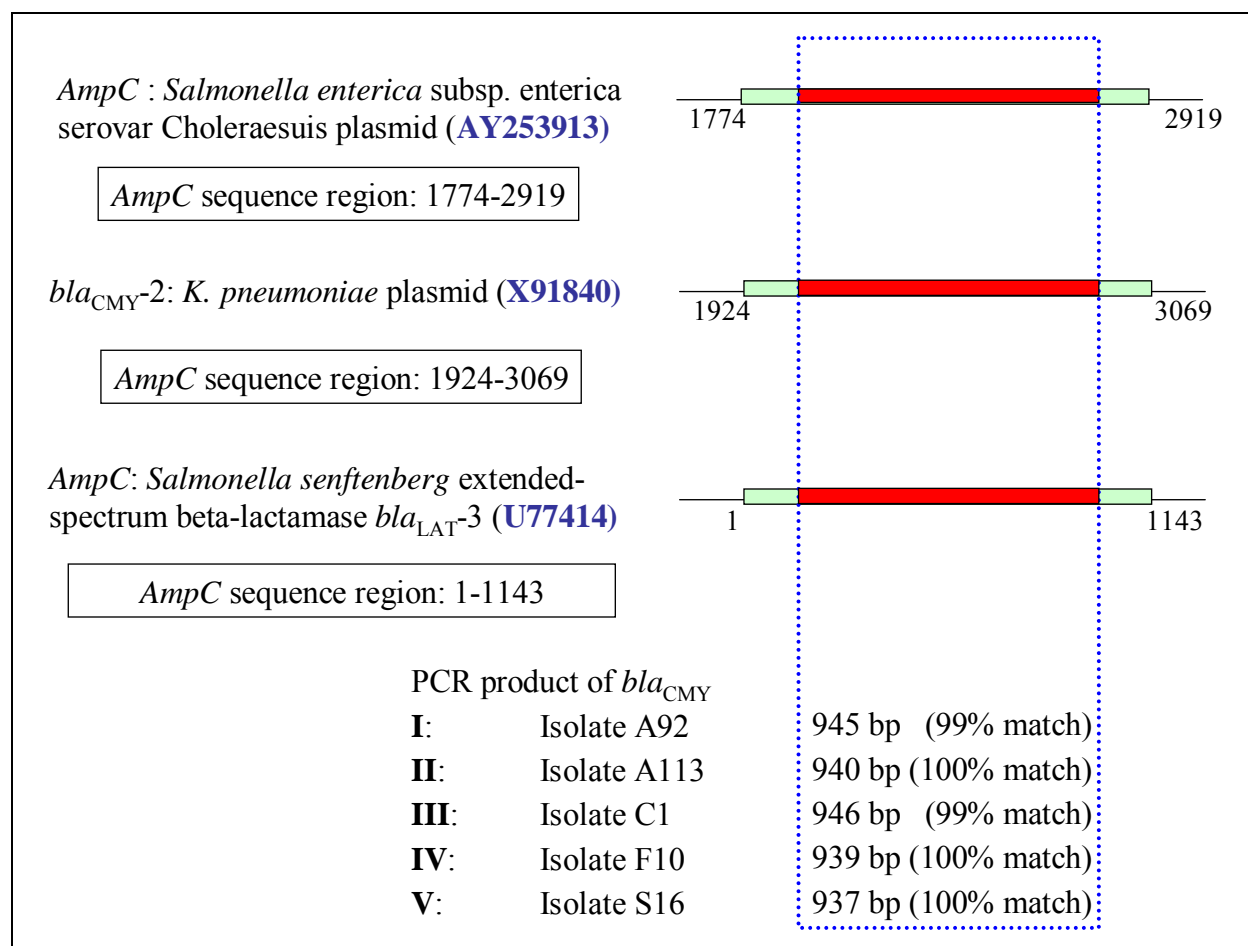 AmpC : Salmonella enterica subsp. enterica
serovar Choleraesuis plasmid (AY253913)
1774
2919
AmpC sequence region: 1774-2919
blaCMY-2: K. pneumoniae plasmid (X91840)
1924
3069
AmpC sequence region: 1924-3069
AmpC: Salmonella senftenberg extended-
spectrum beta-lactamase blaLAT-3 (U77414)
1
1143
AmpC sequence region: 1-1143
PCR product of blaCMY
I: Isolate A92 945 bp (99% match)
II: Isolate A113 940 bp (100% match)
III: Isolate C1 946 bp (99% match)
IV: Isolate F10 939 bp (100% match)
V: Isolate S16 937 bp (100% match)